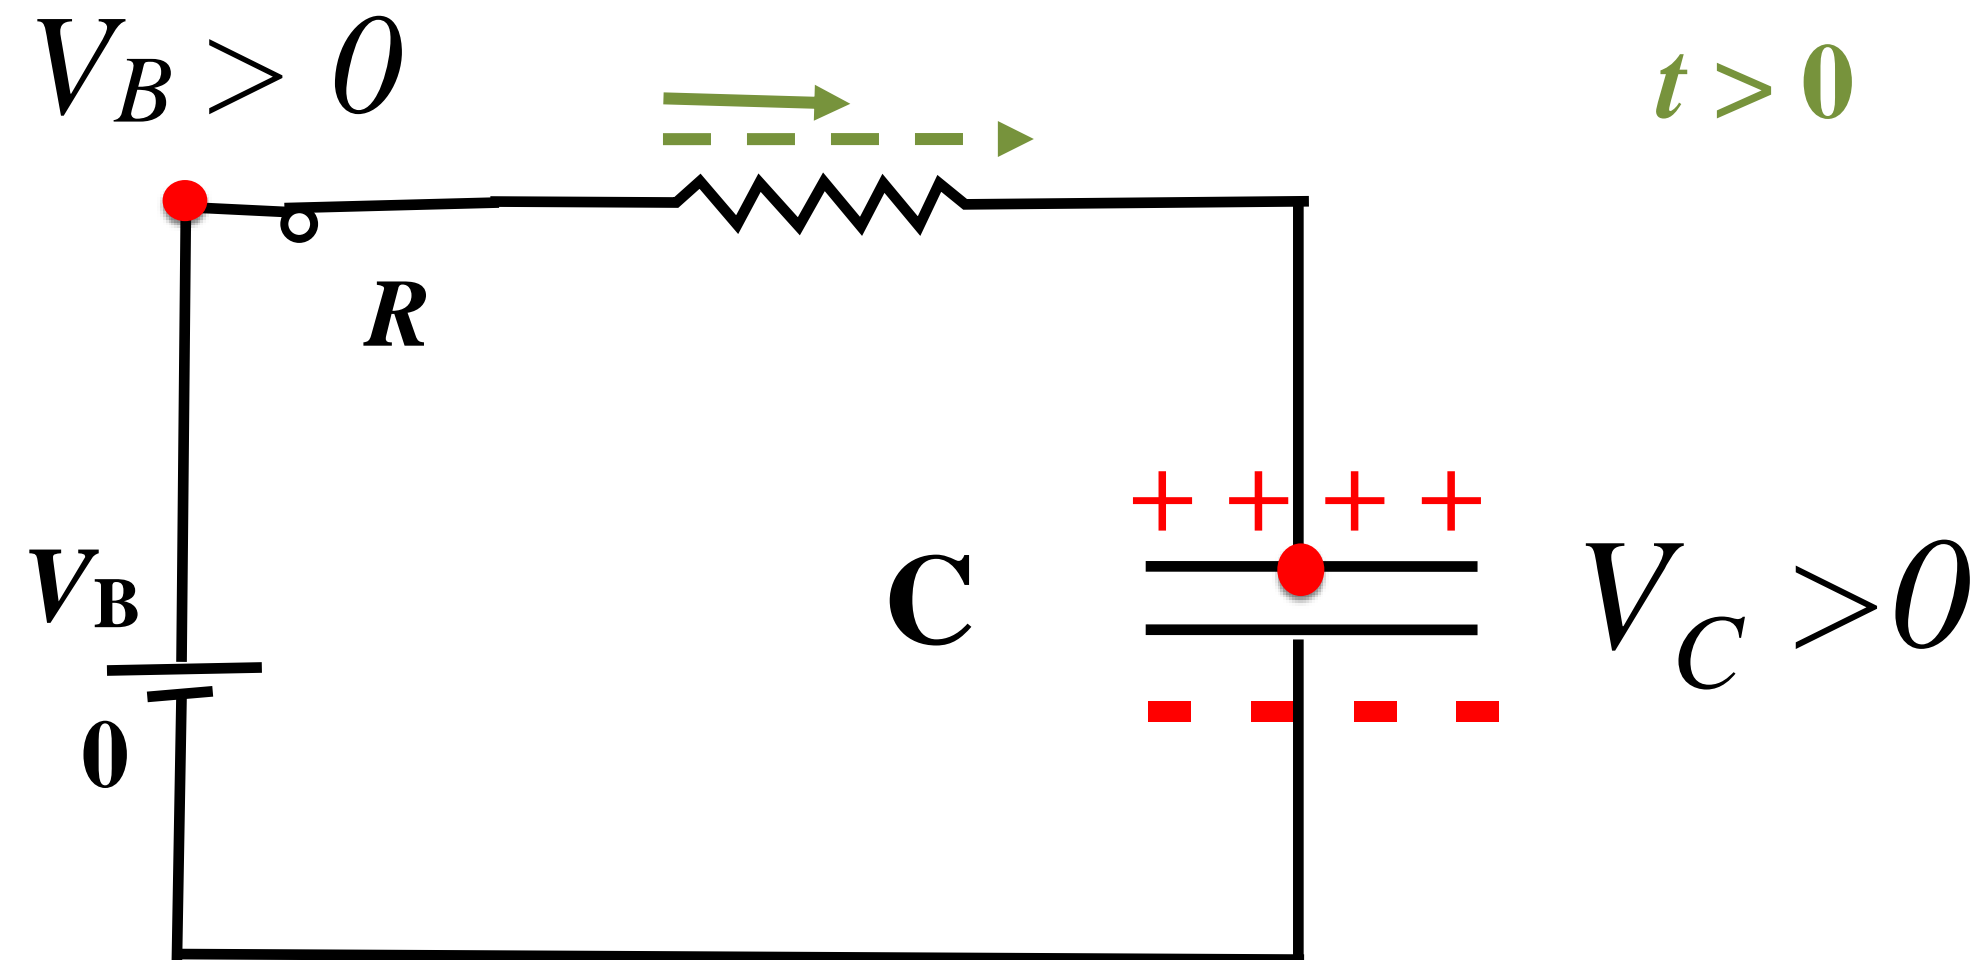 V_B > 0
t > 0
R
V_B
C
+ + + +
V_C >0
- - - -
0